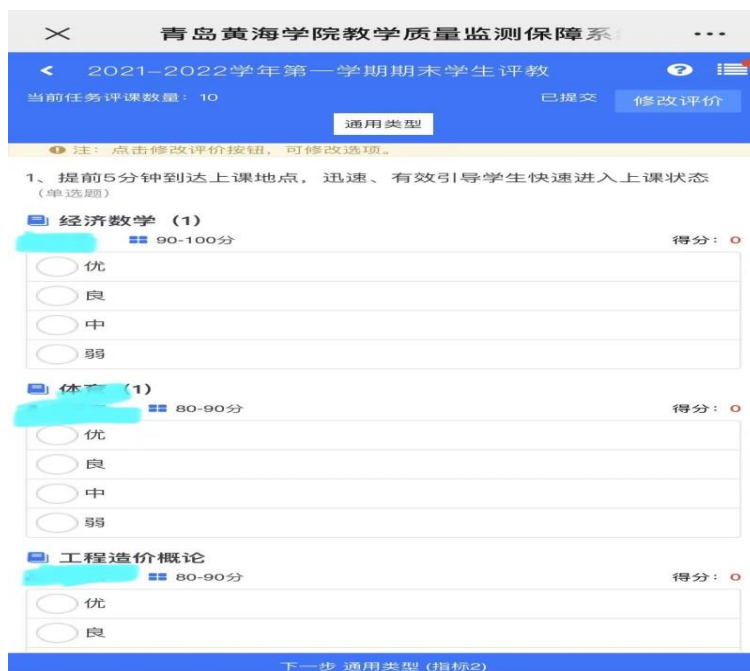 青岛黄海学院教学质量监测保障系
2021-2022学年第一学期期末学生评教
当前任务评课数量：10 已提交 修改评价
通用类型
注：点击修改评价按钮，可修改选项。
1、提前5分钟到达上课地点，迅速、有效引导学生快速进入上课状态
（单选题）
经济数学（1）
90-100分 得分：0
优
良
中
弱
体育（1）
80-90分 得分：0
优
良
中
弱
工程造价概论
80-90分 得分：0
优
良
下一步 通用类型 (指标2)